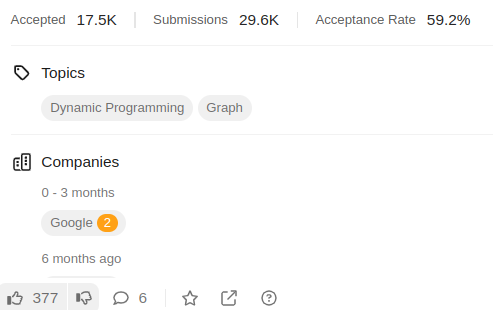 Accepted 17.5K Submissions 29.6K Acceptance Rate 59.2%
Topics
Dynamic Programming Graph
Companies
0 - 3 months
Google 2
6 months ago
377 6